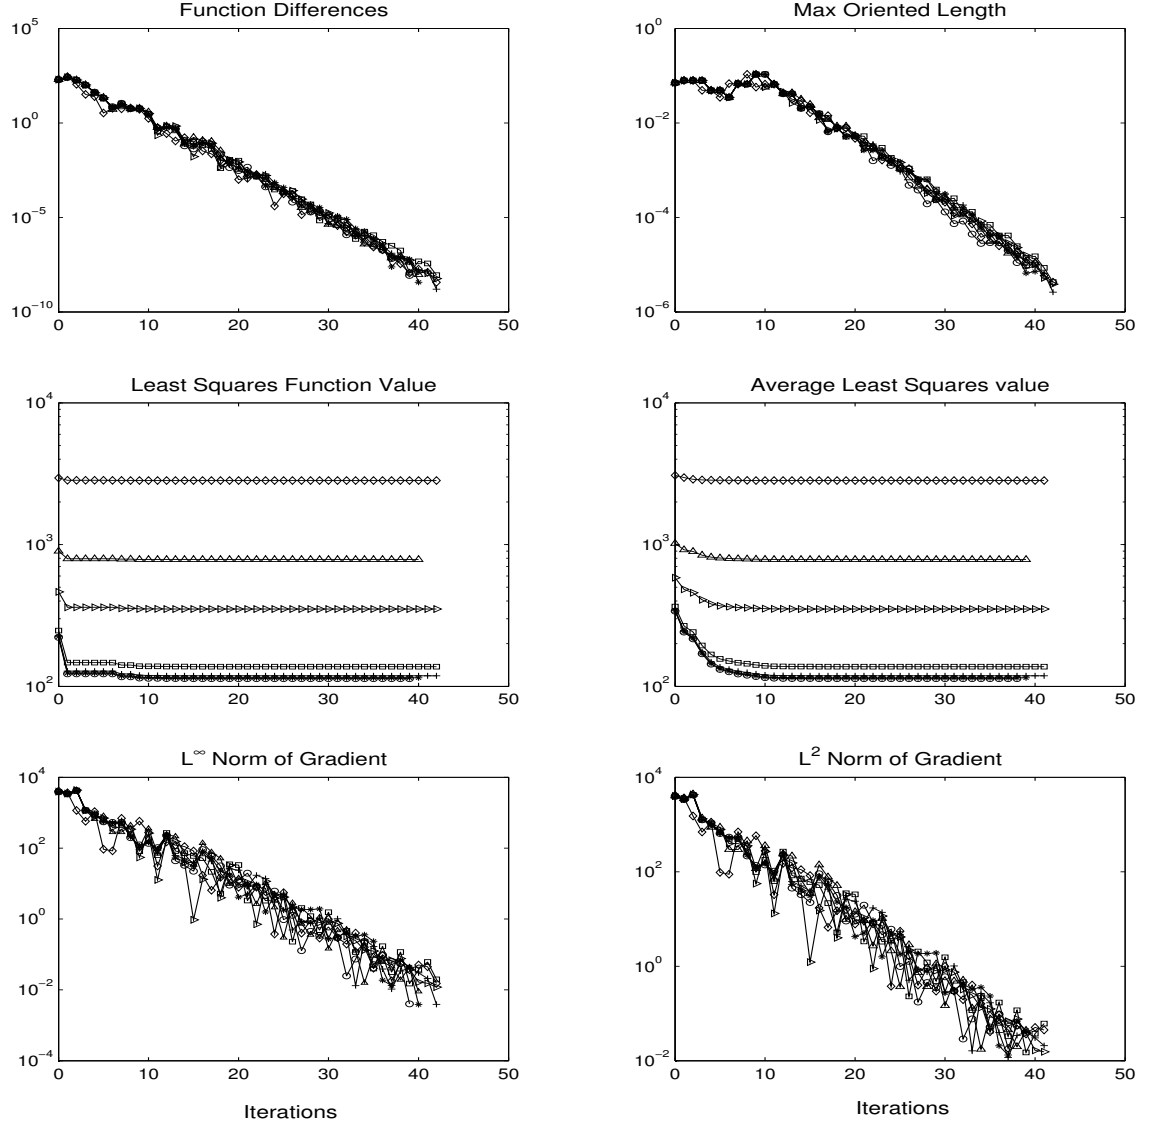 Function Differences
Max Oriented Length
10^5
10^0
10^−5
10^−10
0 10 20 30 40 50
10^0
10^−2
10^−4
10^−6
0 10 20 30 40 50
Least Squares Function Value
Average Least Squares value
10^4
10^3
10^2
0 10 20 30 40 50
10^4
10^3
10^2
0 10 20 30 40 50
L^∞ Norm of Gradient
L^2 Norm of Gradient
10^4
10^2
10^0
10^−2
10^−4
0 10 20 30 40 50
Iterations
10^4
10^2
10^0
10^−2
0 10 20 30 40 50
Iterations